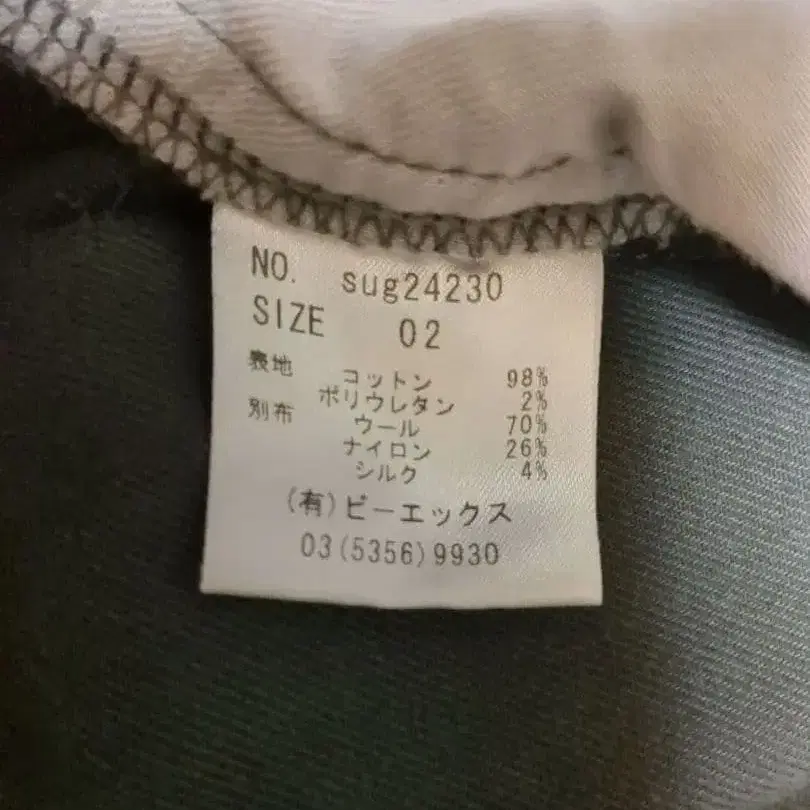 NO. sug24230
SIZE 02
表地 コットン 98%
ポリウレタン 2%
別布 ウール 70%
ナイロン 26%
シルク 4%
(有)ビーエックス
03(5356)9930